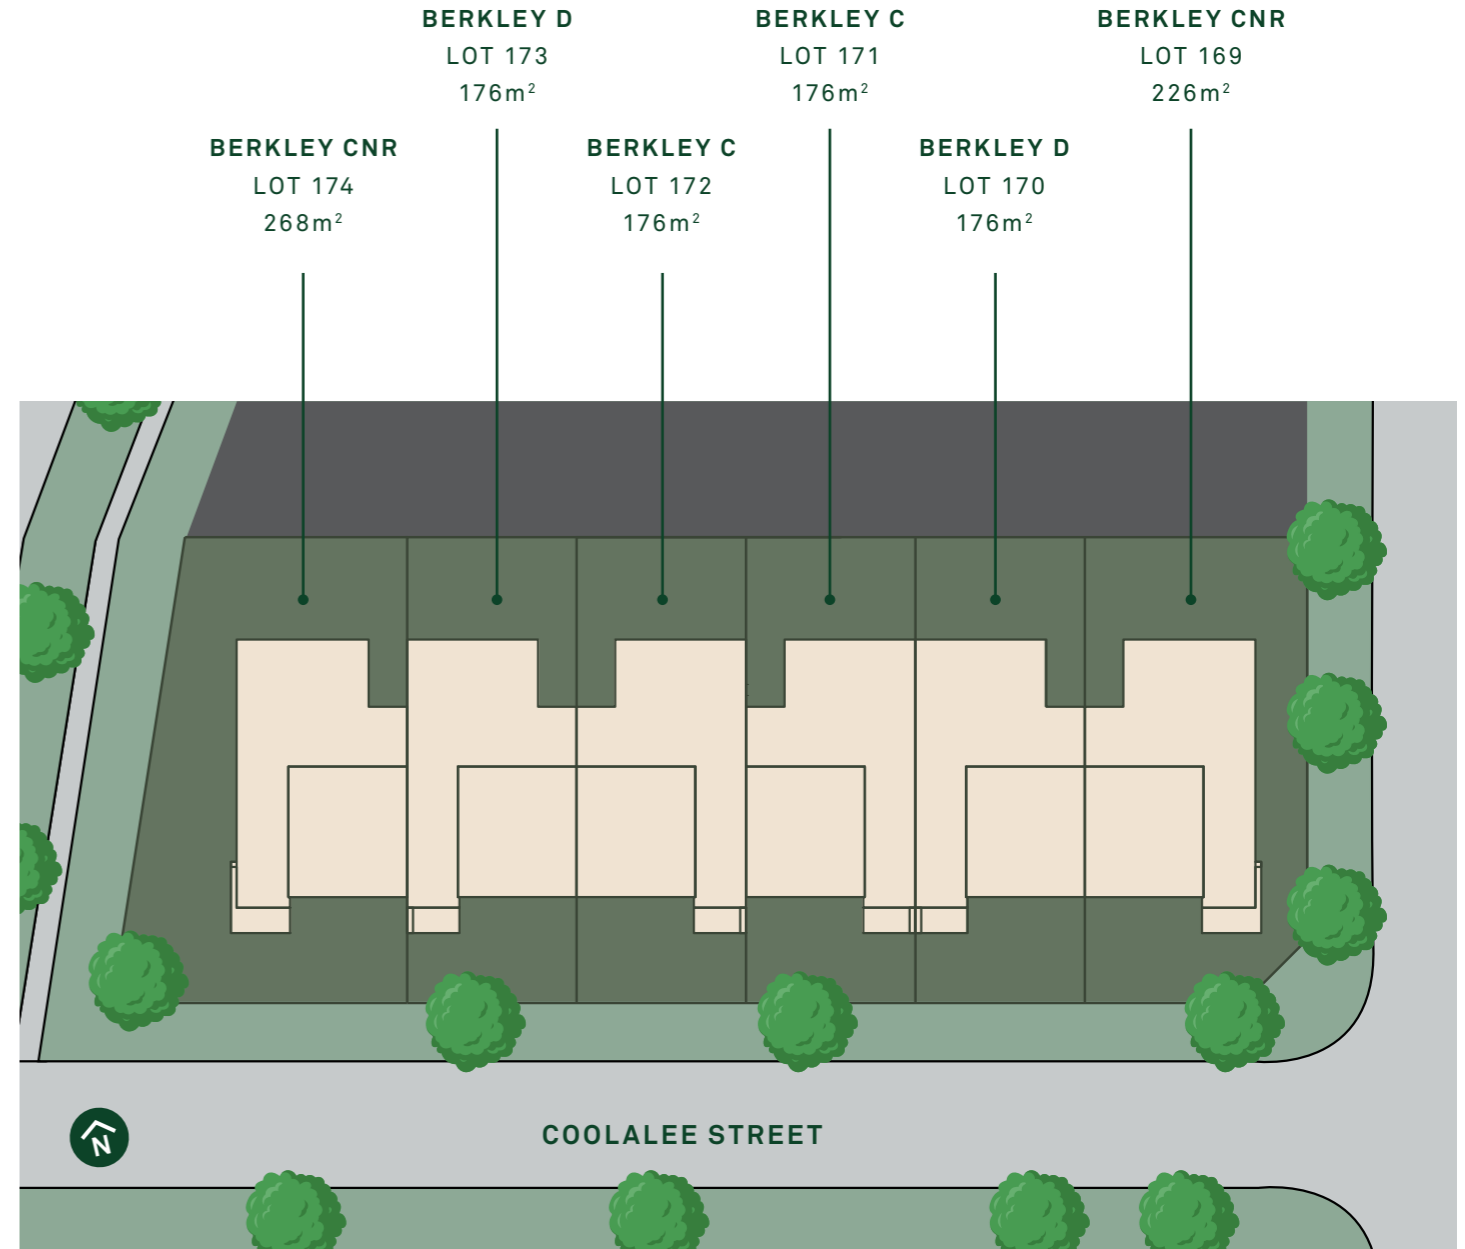 BERKLEY D
LOT 173
176m²
BERKLEY C
LOT 171
176m²
BERKLEY CNR
LOT 169
226m²
BERKLEY CNR
LOT 174
268m²
BERKLEY C
LOT 172
176m²
BERKLEY D
LOT 170
176m²
COOLALEE STREET
N